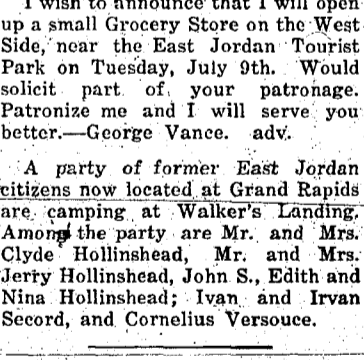 I wish to announce that I will open
up a small Grocery Store on the West
Side, near the East Jordan Tourist
Park on Tuesday, July 9th. Would
solicit part of your patronage.
Patronize me and I will serve you
better.—George Vance. adv.
A party of former East Jordan
citizens now located at Grand Rapids
are camping at Walker's Landing.
Among the party are Mr. and Mrs.
Clyde Hollinshead, Mr. and Mrs.
Jerry Hollinshead, John S., Edith and
Nina Hollinshead; Ivan and Irvan
Secord, and Cornelius Versouce.